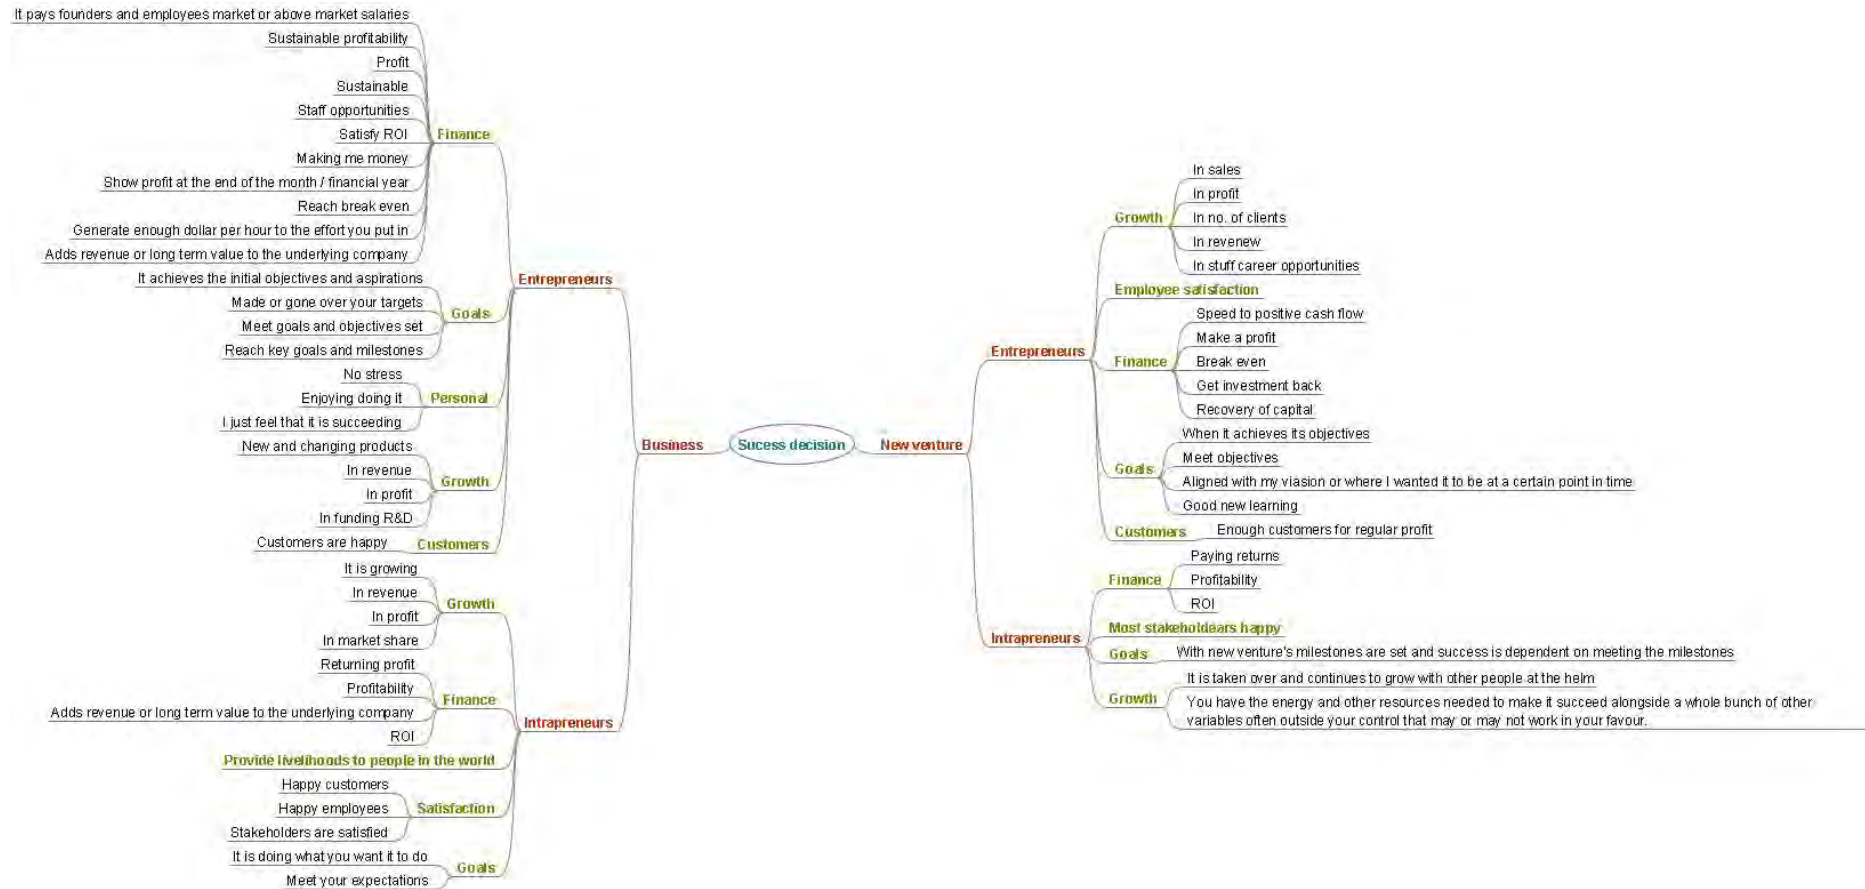 It pays founders and employees market or above market salaries
Sustainable profitability
Profit
Sustainable
Staff opportunities
Satisfy ROI
Making me money
Show profit at the end of the month / financial year
Reach break even
Generate enough dollar per hour to the effort you put in
Adds revenue or long term value to the underlying company
Finance
It achieves the initial objectives and aspirations
Made or gone over your targets
Meet goals and objectives set
Reach key goals and milestones
Goals
No stress
Enjoying doing it
I just feel that it is succeeding
Personal
New and changing products
In revenue
In profit
In funding R&D
Growth
Customers are happy
Customers
Entrepreneurs
It is growing
In revenue
In profit
In market share
Growth
Returning profit
Profitability
Adds revenue or long term value to the underlying company
ROI
Finance
Provide livelihoods to people in the world
Happy customers
Happy employees
Stakeholders are satisfied
Satisfaction
It is doing what you want it to do
Meet your expectations
Goals
Intrapreneurs
Business
Sucess decision
New venture
Entrepreneurs
Growth
In sales
In profit
In no. of clients
In revenew
In stuff career opportunities
Employee satisfaction
Finance
Speed to positive cash flow
Make a profit
Break even
Get investment back
Recovery of capital
Goals
When it achieves its objectives
Meet objectives
Aligned with my viasion or where I wanted it to be at a certain point in time
Good new learning
Customers
Enough customers for regular profit
Intrapreneurs
Finance
Paying returns
Profitability
ROI
Most stakeholdears happy
Goals
With new venture's milestones are set and success is dependent on meeting the milestones
Growth
It is taken over and continues to grow with other people at the helm
You have the energy and other resources needed to make it succeed alongside a whole bunch of other
variables often outside your control that may or may not work in your favour.